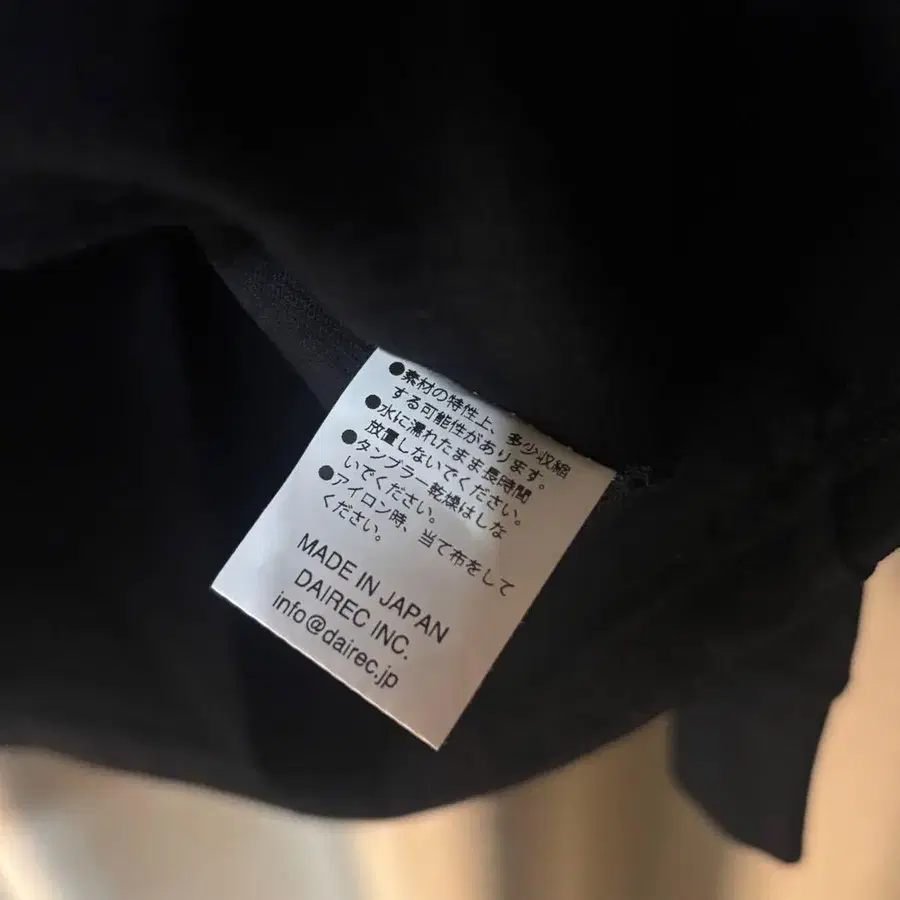 ●素材の特性上、多少収縮
する可能性があります。
●水に濡れたまま長時間
放置しないでください。
●タンブラー乾燥はしな
いでください。
●アイロン時、当て布をして
ください。
MADE IN JAPAN
DAIREC INC.
info@dairec.jp